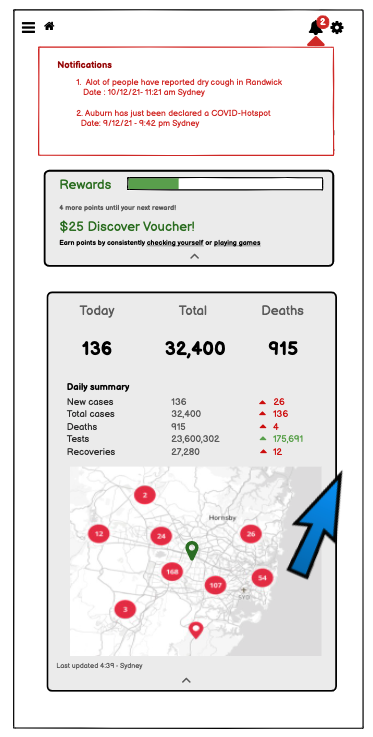 2
Notifications
1. Alot of people have reported dry cough in Randwick
Date : 10/12/21- 11:21 am Sydney
2. Auburn has just been declared a COVID-Hotspot
Date: 9/12/21 - 9:42 pm Sydney
Rewards
4 more points until your next reward!
$25 Discover Voucher!
Earn points by consistently checking yourself or playing games
Today Total Deaths
136 32,400 915
Daily summary
New cases 136 26
Total cases 32,400 136
Deaths 915 4
Tests 23,600,302 175,691
Recoveries 27,280 12
2
Hornsby
12
24
26
168
107
54
SYD
3
Last updated 4:39 - Sydney